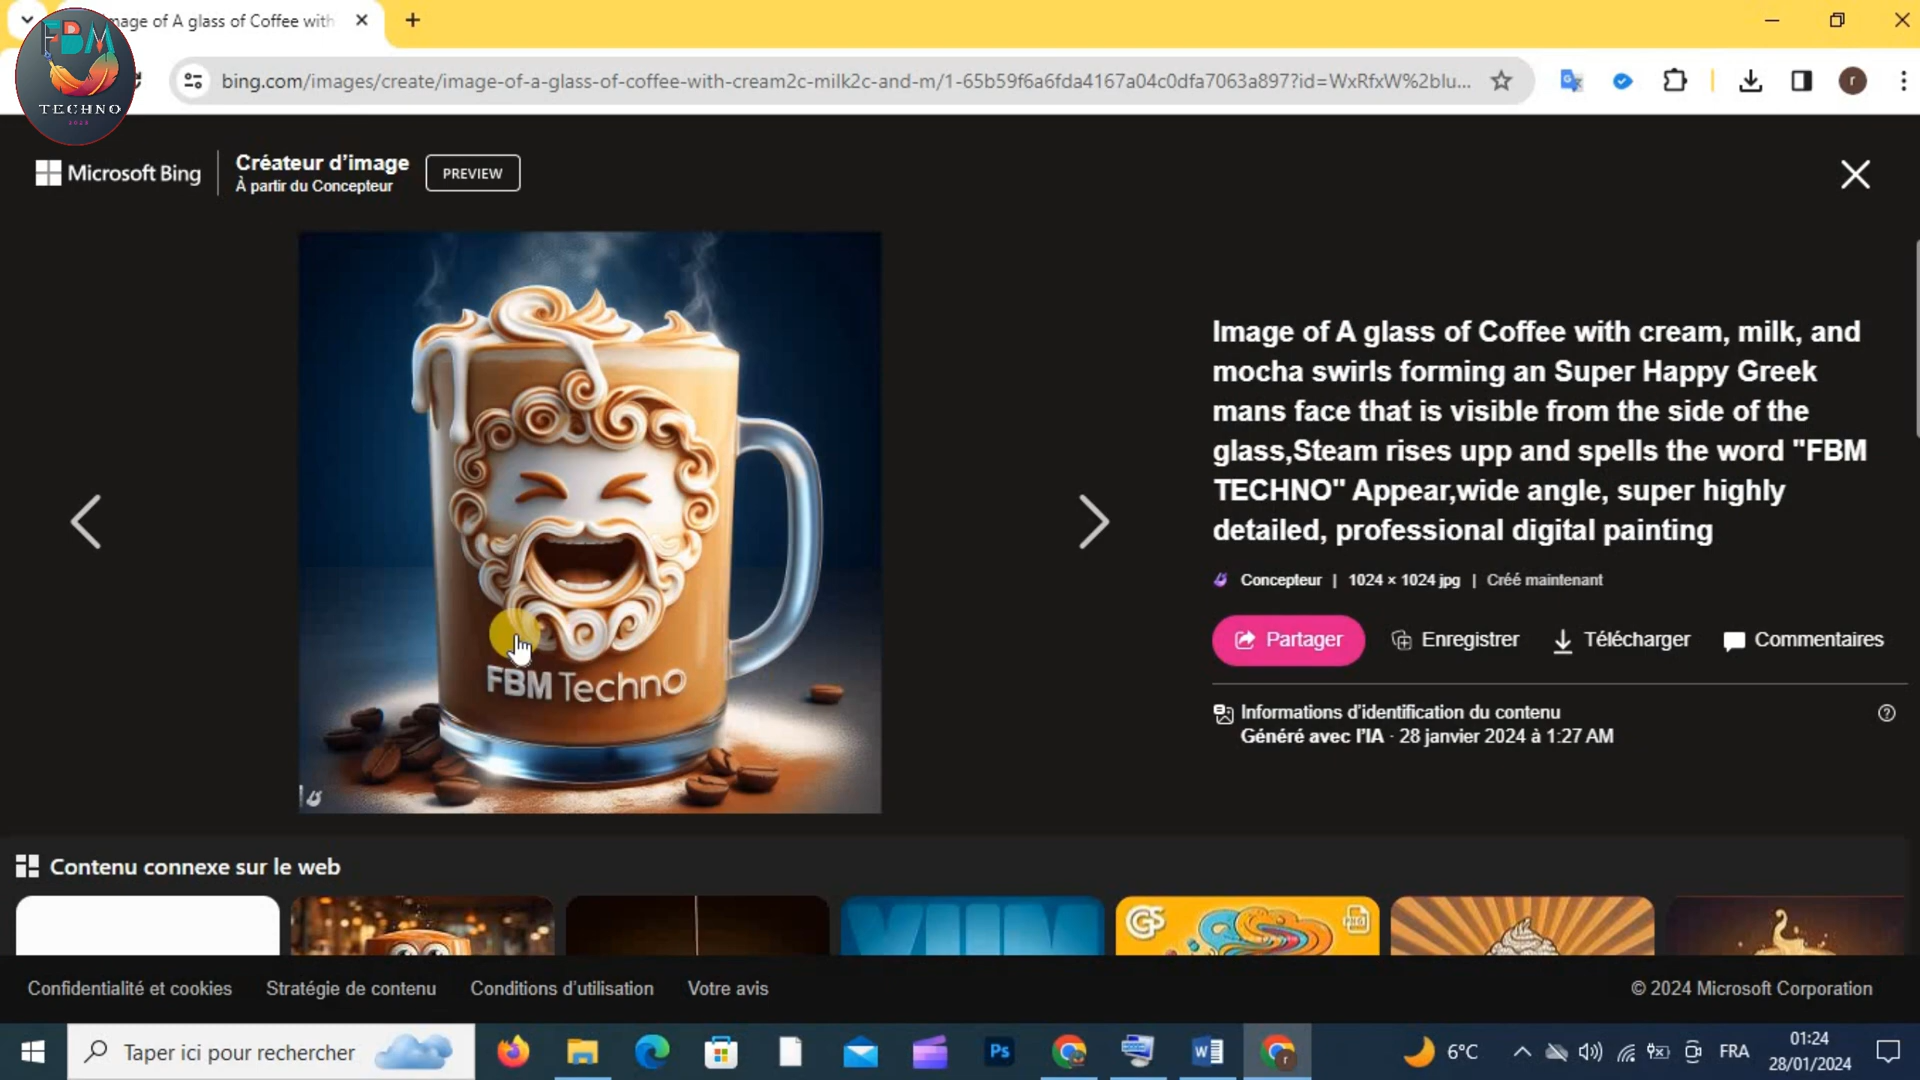 mage of A glass of Coffee with
FBM
TECHNO
bing.com/images/create/image-of-a-glass-of-coffee-with-cream2c-milk2c-and-m/1-65b59f6a6fda4167a04c0dfa7063a897?id=WxRfxW%2blu...
r
Microsoft Bing
Créateur d’image
À partir du Concepteur
PREVIEW
FBM Techno
Image of A glass of Coffee with cream, milk, and
mocha swirls forming an Super Happy Greek
mans face that is visible from the side of the
glass,Steam rises upp and spells the word "FBM
TECHNO" Appear,wide angle, super highly
detailed, professional digital painting
Concepteur | 1024 × 1024 jpg | Créé maintenant
Partager
Enregistrer
Télécharger
Commentaires
Informations d’identification du contenu
Généré avec l’IA · 28 janvier 2024 à 1:27 AM
Contenu connexe sur le web
GS
PNG
Confidentialité et cookies
Stratégie de contenu
Conditions d’utilisation
Votre avis
© 2024 Microsoft Corporation
Taper ici pour rechercher
Ps
W
r
6°C
FRA
01:24
28/01/2024